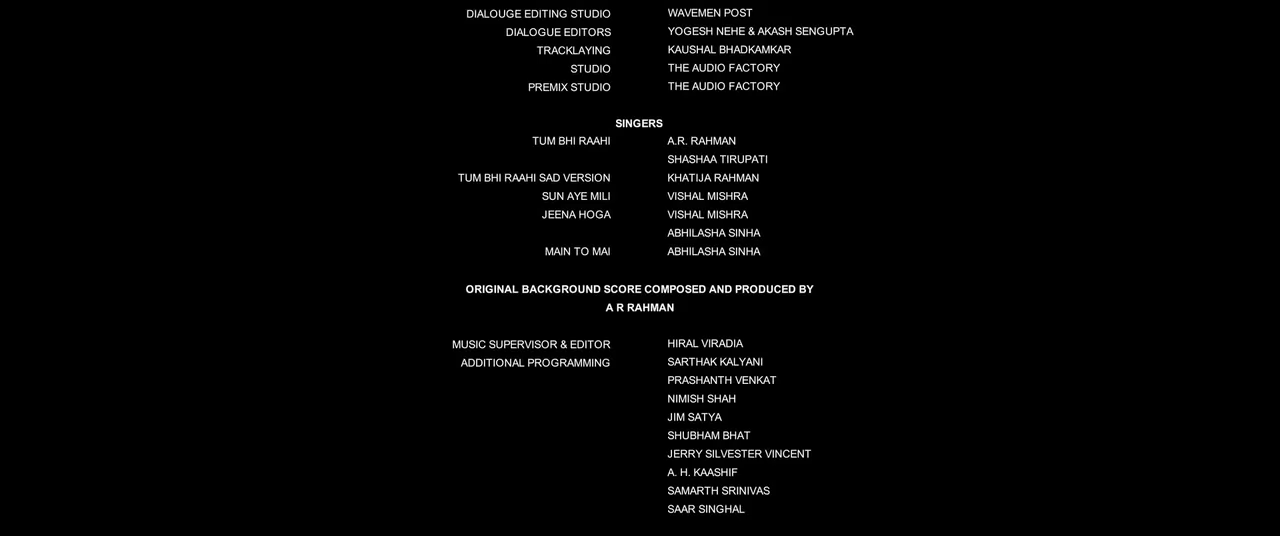 DIALOUGE EDITING STUDIO WAVEMEN POST
DIALOGUE EDITORS YOGESH NEHE & AKASH SENGUPTA
TRACKLAYING KAUSHAL BHADKAMKAR
STUDIO THE AUDIO FACTORY
PREMIX STUDIO THE AUDIO FACTORY
SINGERS
TUM BHI RAAHI A.R. RAHMAN
SHASHAA TIRUPATI
TUM BHI RAAHI SAD VERSION KHATIJA RAHMAN
SUN AYE MILI VISHAL MISHRA
JEENA HOGA VISHAL MISHRA
ABHILASHA SINHA
MAIN TO MAI ABHILASHA SINHA
ORIGINAL BACKGROUND SCORE COMPOSED AND PRODUCED BY
A R RAHMAN
MUSIC SUPERVISOR & EDITOR HIRAL VIRADIA
ADDITIONAL PROGRAMMING SARTHAK KALYANI
PRASHANTH VENKAT
NIMISH SHAH
JIM SATYA
SHUBHAM BHAT
JERRY SILVESTER VINCENT
A. H. KAASHIF
SAMARTH SRINIVAS
SAAR SINGHAL